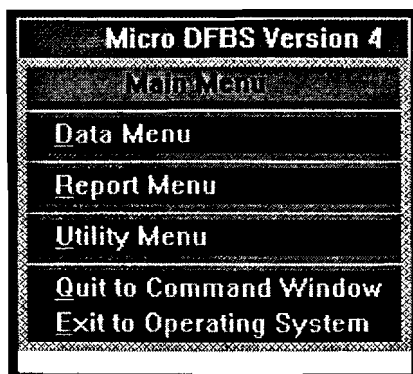 Micro DFBS Version 4
Main Menu
Data Menu
Report Menu
Utility Menu
Quit to Command Window
Exit to Operating System